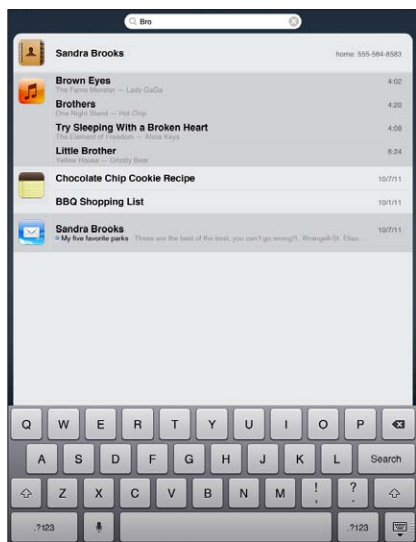 Bro
Sandra Brooks home: 555-564-8583
Brown Eyes 4:02
The Fame Monster — Lady GaGa
Brothers 4:20
One Night Stand — Hot Chip
Try Sleeping With a Broken Heart 4:08
The Element of Freedom — Alicia Keys
Little Brother 6:24
Yellow House — Grizzly Bear
Chocolate Chip Cookie Recipe 10/7/11
BBQ Shopping List 10/1/11
Sandra Brooks 10/7/11
My five favorite parks These are the best of the best, you can't go wrong!1. Wrangell-St. Elias ...
Q W E R T Y U I O P
A S D F G H J K L Search
Z X C V B N M ! , ? .
.?123 .?123